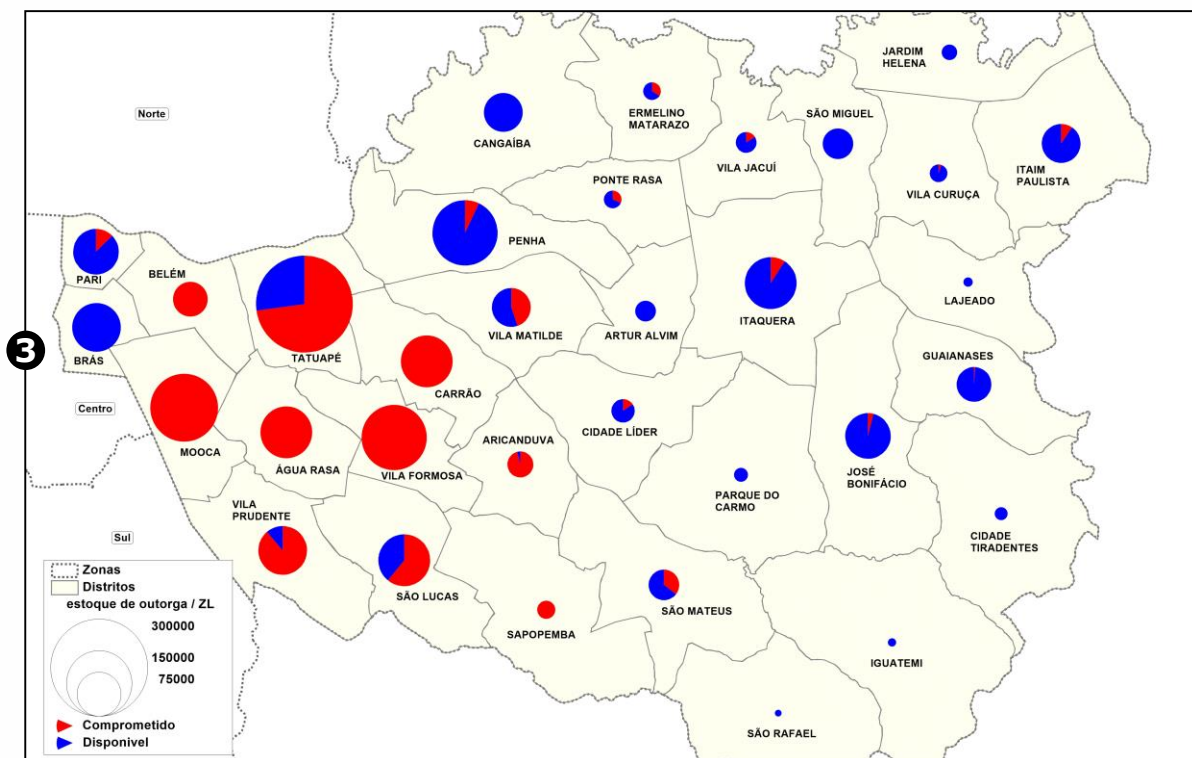 Norte
CANGAÍBA
ERMELINO
MATARAZO
JARDIM
HELENA
SÃO MIGUEL
VILA JACUÍ
ITAIM
PAULISTA
VILA CURUÇA
PONTE RASA
PENHA
PARI
BELÉM
TATUAPÉ
VILA MATILDE
ARTUR ALVIM
ITAQUERA
LAJEADO
3
BRÁS
CARRÃO
GUAIANASES
Centro
MOOCA
ÁGUA RASA
VILA FORMOSA
ARICANDUVA
CIDADE LÍDER
PARQUE DO
CARMO
JOSÉ
BONIFÁCIO
VILA
PRUDENTE
CIDADE
TIRADENTES
Sul
SÃO LUCAS
SAPOPEMBA
SÃO MATEUS
IGUATEMI
SÃO RAFAEL
Zonas
Distritos
estoque de outorga / ZL
300000
150000
75000
Comprometido
Disponivel